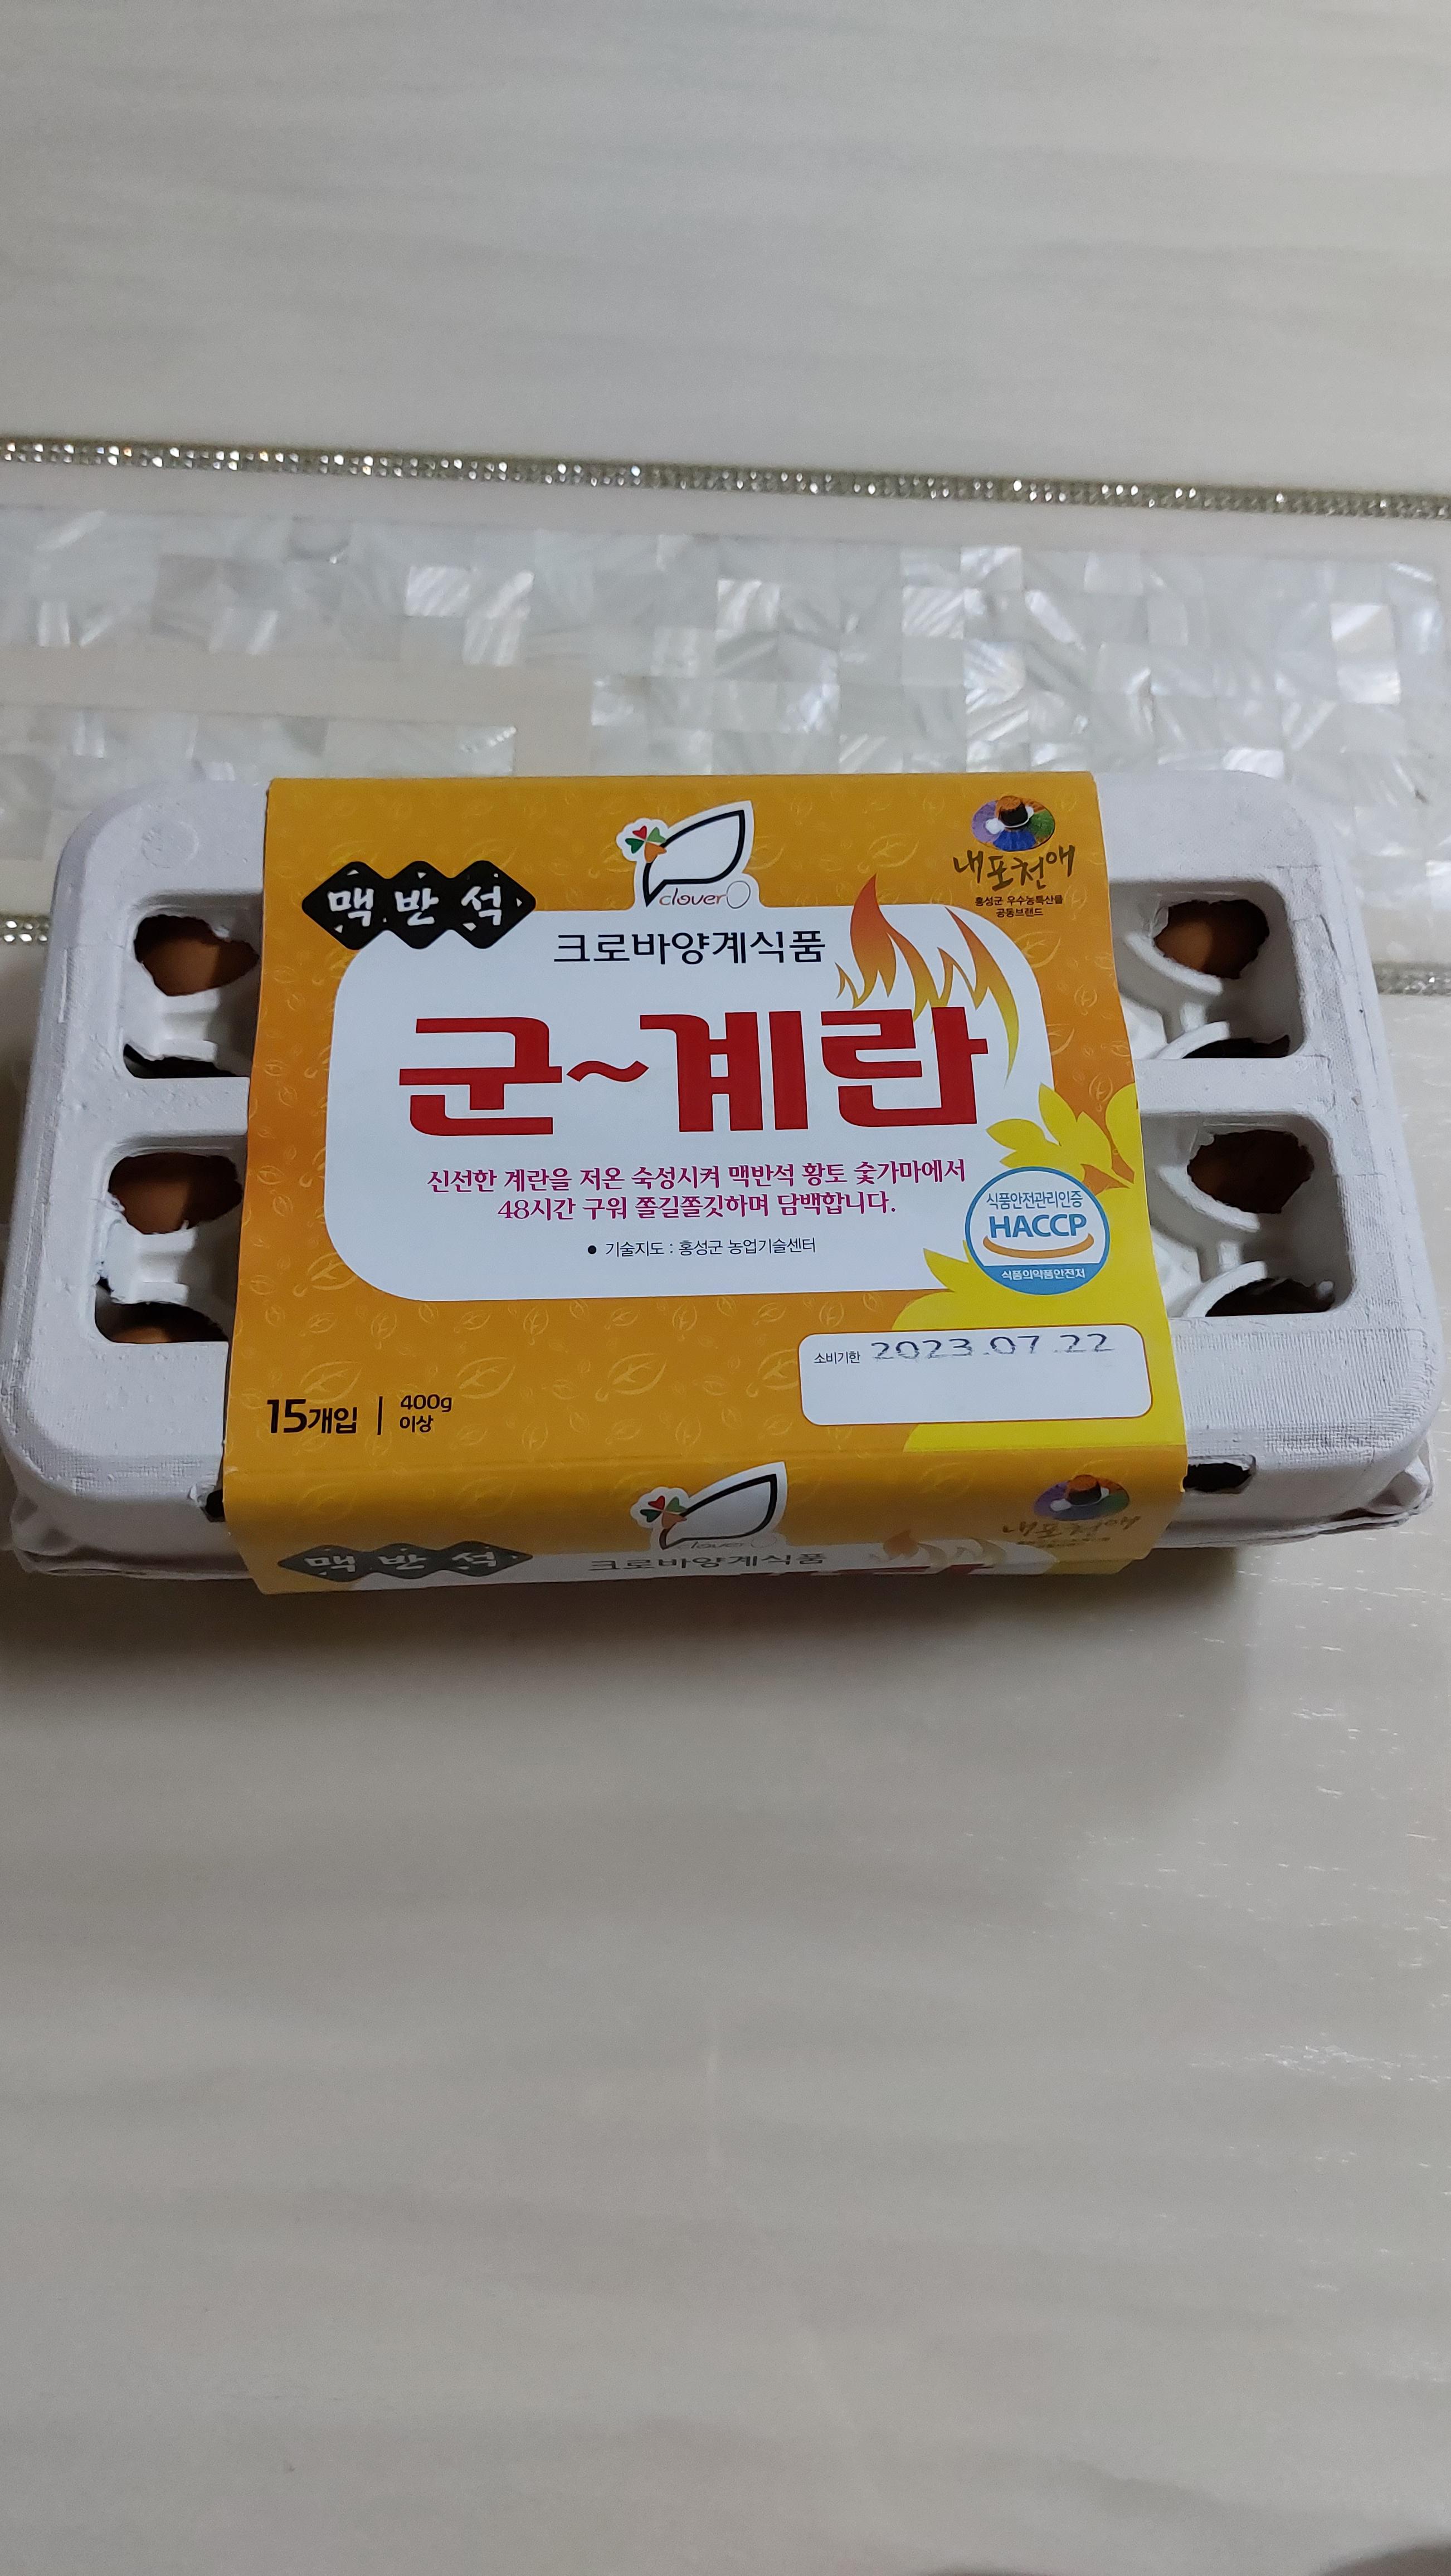 맥반석
clover
내포천애
홍성군 우수농특산물
공동브랜드
크로바양계식품
군~계란
신선한 계란을 저온 숙성시켜 맥반석 황토 숯가마에서
48시간 구워 쫄길쫄깃하며 담백합니다.
● 기술지도 : 홍성군 농업기술센터
식품안전관리인증
HACCP
식품의약품안전처
소비기한 2023.07.22
15개입 | 400g
이상
clover
내포천애
맥반석
크로바양계식품